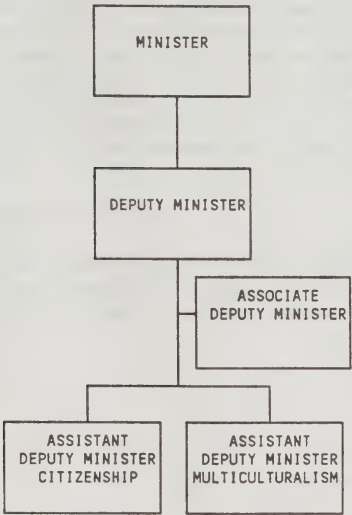 MINISTER
DEPUTY MINISTER
ASSOCIATE
DEPUTY MINISTER
ASSISTANT
DEPUTY MINISTER
CITIZENSHIP
ASSISTANT
DEPUTY MINISTER
MULTICULTURALISM